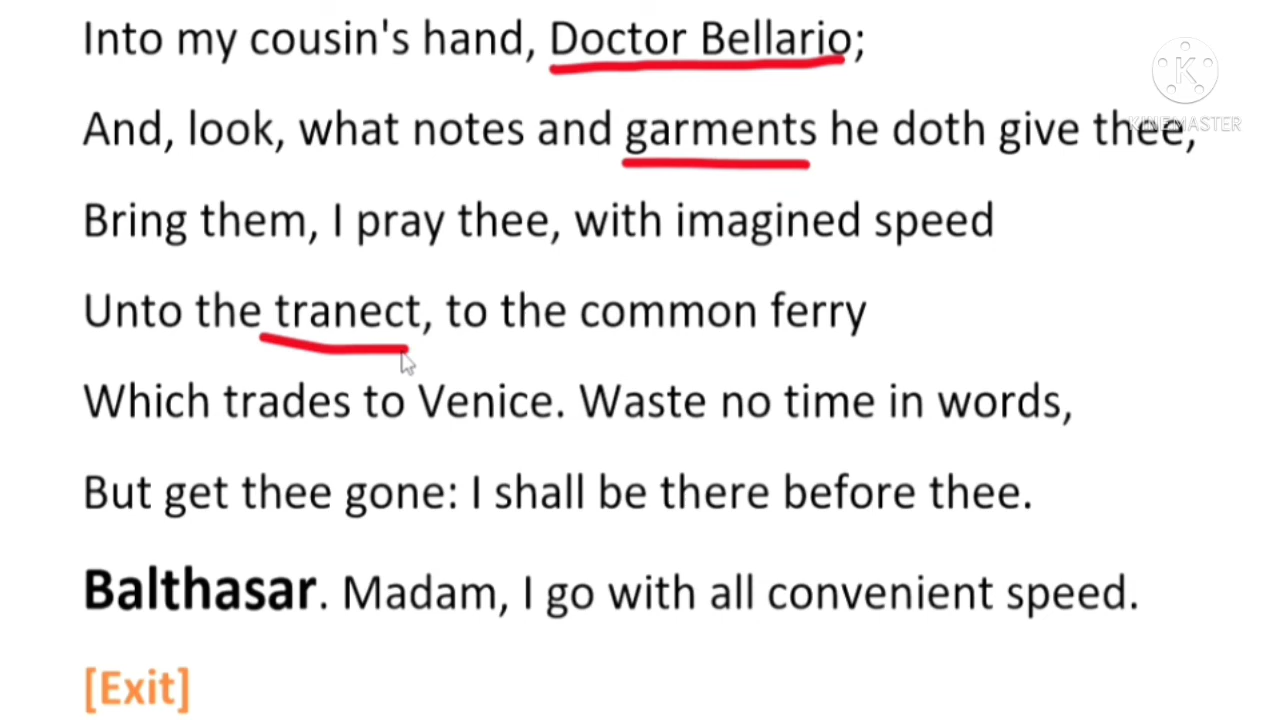 Into my cousin's hand, Doctor Bellario;
And, look, what notes and garments he doth give thee,
Bring them, I pray thee, with imagined speed
Unto the tranect, to the common ferry
Which trades to Venice. Waste no time in words,
But get thee gone: I shall be there before thee.
Balthasar. Madam, I go with all convenient speed.
[Exit]
K
KINEMASTER